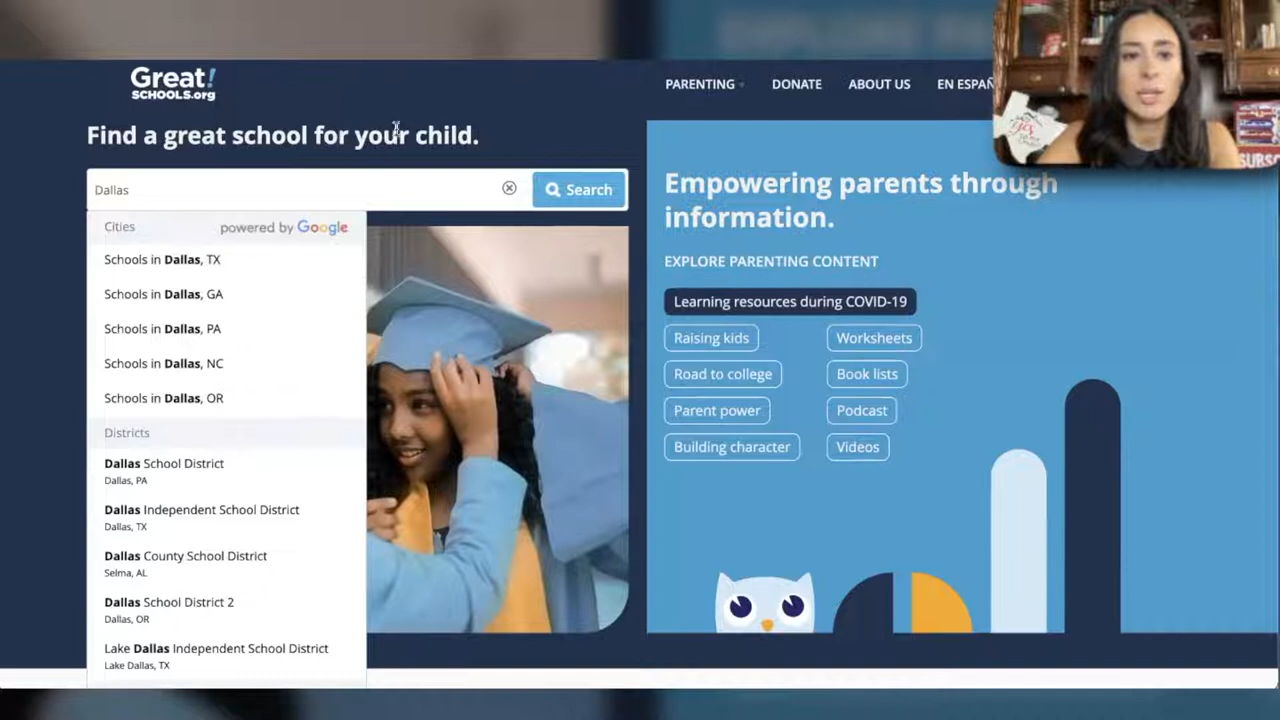 Great!
SCHOOLS.org
PARENTING
DONATE
ABOUT US
EN ESPAÑ
Find a great school for your child.
Dallas
Search
Cities
powered by Google
Schools in Dallas, TX
Schools in Dallas, GA
Schools in Dallas, PA
Schools in Dallas, NC
Schools in Dallas, OR
Districts
Dallas School District
Dallas, PA
Dallas Independent School District
Dallas, TX
Dallas County School District
Selma, AL
Dallas School District 2
Dallas, OR
Lake Dallas Independent School District
Lake Dallas, TX
Empowering parents through
information.
EXPLORE PARENTING CONTENT
Learning resources during COVID-19
Raising kids
Worksheets
Road to college
Book lists
Parent power
Podcast
Building character
Videos
yes
SUBSC